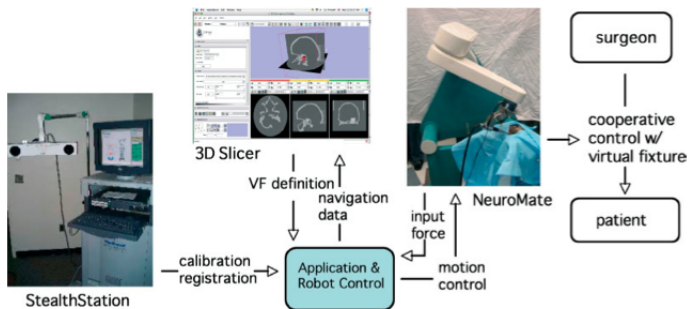 surgeon
cooperative
control w/
virtual fixture
patient
3D Slicer
VF definition
navigation
data
NeuroMate
input
force
motion
control
Application &
Robot Control
calibration
registration
StealthStation